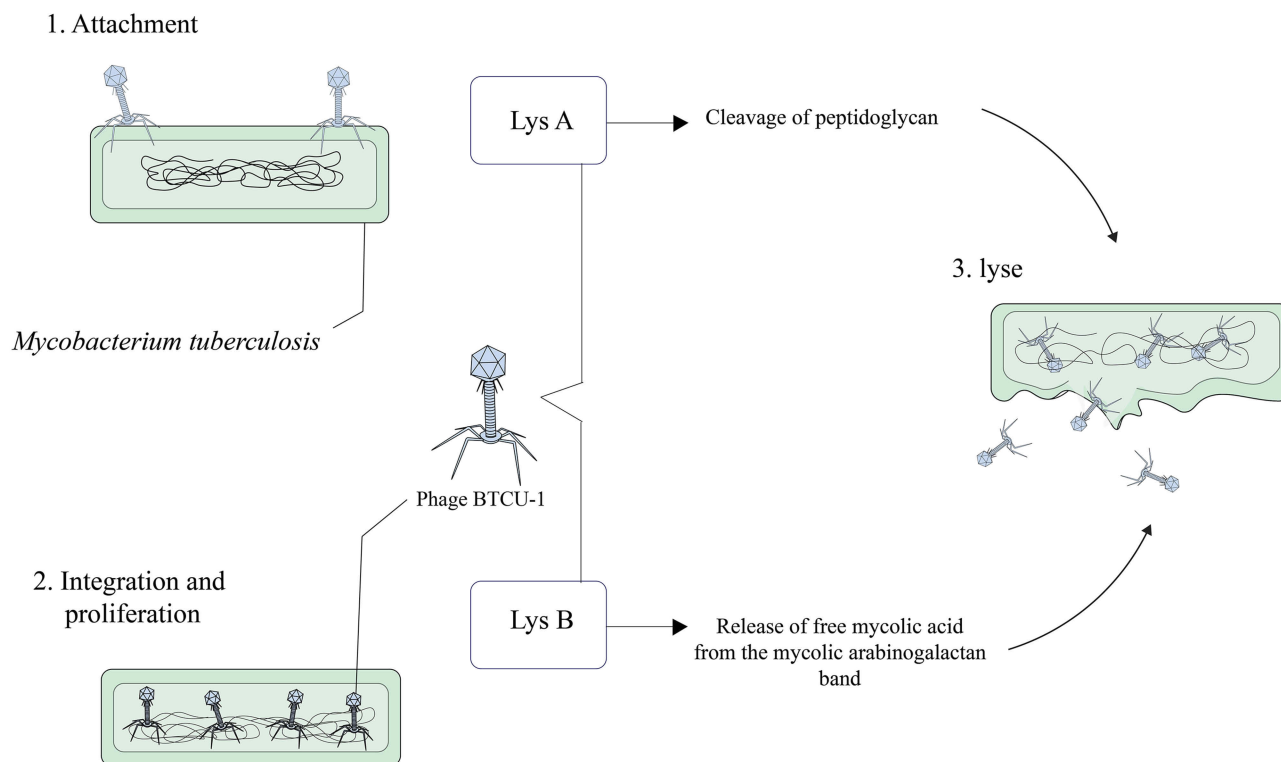 1. Attachment
Lys A
Cleavage of peptidoglycan
3. lyse
Mycobacterium tuberculosis
Phage BTCU-1
2. Integration and
proliferation
Lys B
Release of free mycolic acid
from the mycolic arabinogalactan
band